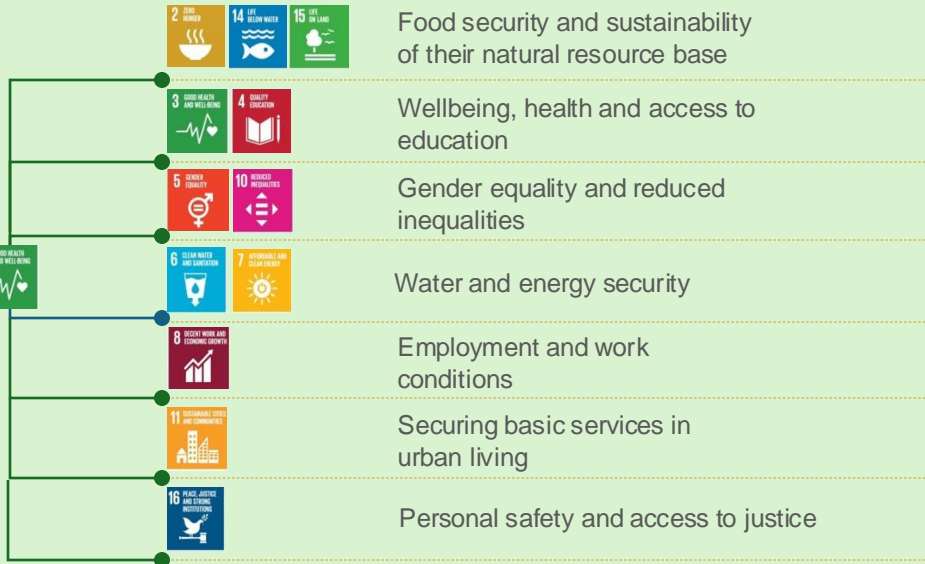 2 ZERO
HUNGER
14 LIFE
BELOW WATER
15 LIFE
ON LAND
Food security and sustainability
of their natural resource base
3 GOOD HEALTH
AND WELL-BEING
4 QUALITY
EDUCATION
Wellbeing, health and access to
education
5 GENDER
EQUALITY
10 REDUCED
INEQUALITIES
Gender equality and reduced
inequalities
HEALTH
WELL-BEING
6 CLEAN WATER
AND SANITATION
7 AFFORDABLE AND
CLEAN ENERGY
Water and energy security
8 DECENT WORK AND
ECONOMIC GROWTH
Employment and work
conditions
11 SUSTAINABLE CITIES
AND COMMUNITIES
Securing basic services in
urban living
16 PEACE, JUSTICE
AND STRONG
INSTITUTIONS
Personal safety and access to justice